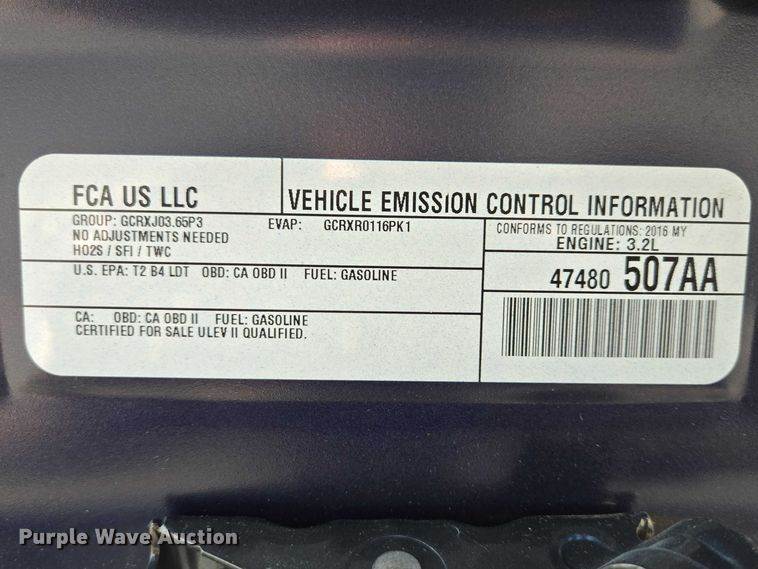 FCA US LLC
VEHICLE EMISSION CONTROL INFORMATION
GROUP: GCRXJ03.65P3 EVAP: GCRXR0116PK1
NO ADJUSTMENTS NEEDED
HO2S / SFI / TWC
CONFORMS TO REGULATIONS: 2016 MY
ENGINE: 3.2L
U.S. EPA: T2 B4 LDT OBD: CA OBD II FUEL: GASOLINE
47480 507AA
CA: OBD: CA OBD II FUEL: GASOLINE
CERTIFIED FOR SALE ULEV II QUALIFIED.
Purple Wave Auction